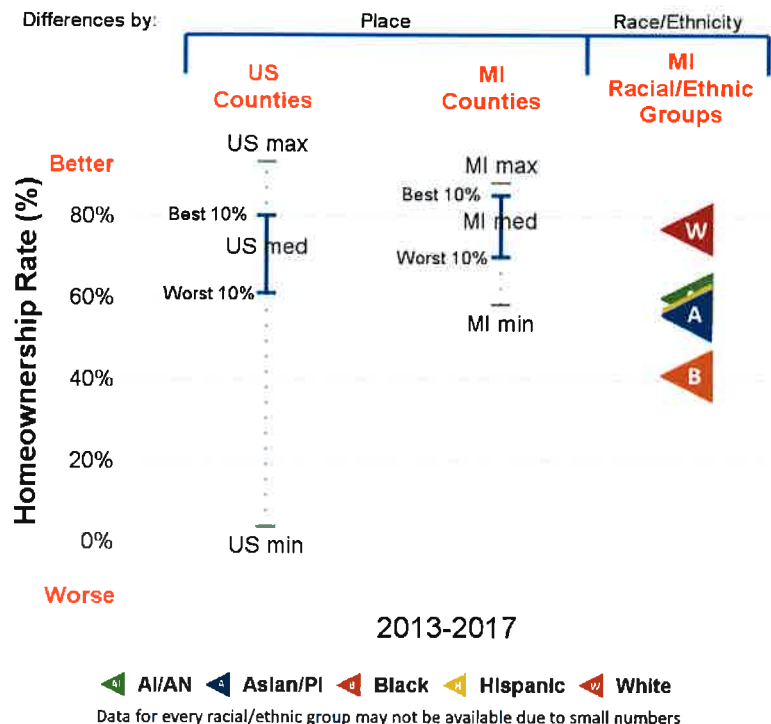 Differences by:
Place
Race/Ethnicity
US
Counties
MI
Counties
MI
Racial/Ethnic
Groups
US max
MI max
Better
Best 10%
Best 10%
80%
W
US med
MI med
Worst 10%
Worst 10%
60%
A
MI min
40%
B
20%
0%
US min
Homeownership Rate (%)
Worse
2013-2017
AI AI/AN A Asian/PI B Black H Hispanic W White
Data for every racial/ethnic group may not be available due to small numbers